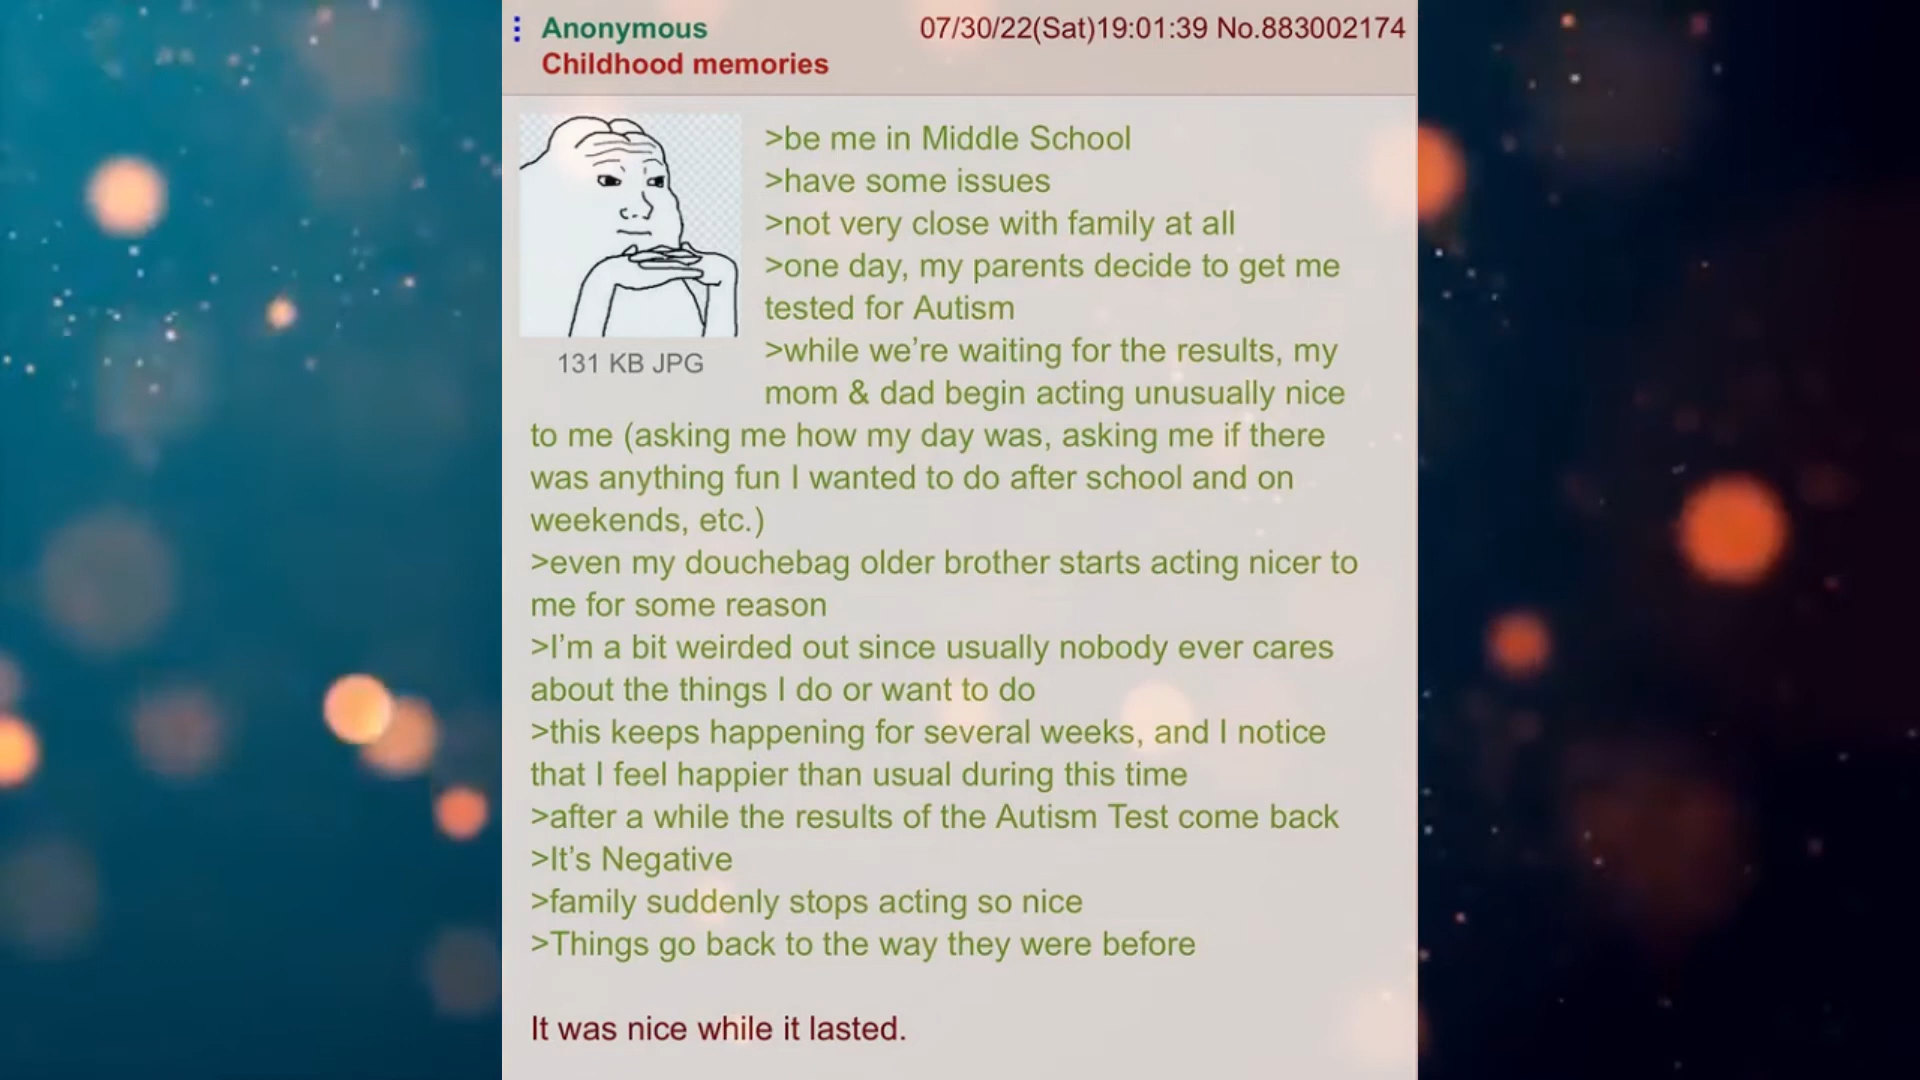 Anonymous 07/30/22(Sat)19:01:39 No.883002174
Childhood memories
>be me in Middle School
>have some issues
>not very close with family at all
>one day, my parents decide to get me
tested for Autism
>while we’re waiting for the results, my
mom & dad begin acting unusually nice
131 KB JPG
to me (asking me how my day was, asking me if there
was anything fun I wanted to do after school and on
weekends, etc.)
>even my douchebag older brother starts acting nicer to
me for some reason
>I’m a bit weirded out since usually nobody ever cares
about the things I do or want to do
>this keeps happening for several weeks, and I notice
that I feel happier than usual during this time
>after a while the results of the Autism Test come back
>It’s Negative
>family suddenly stops acting so nice
>Things go back to the way they were before
It was nice while it lasted.